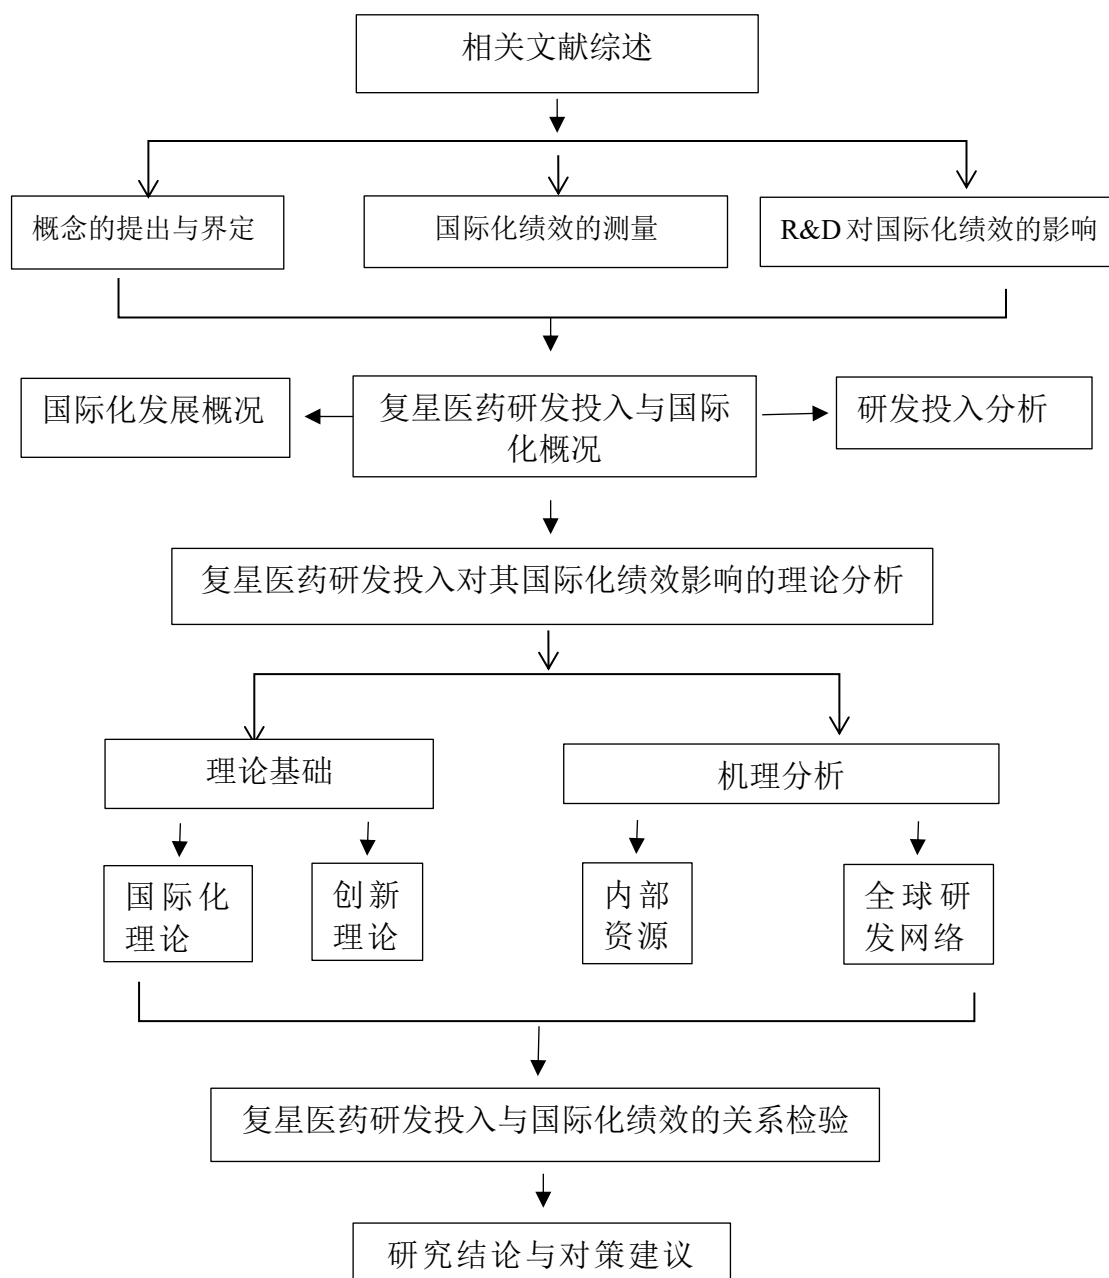 相关文献综述
概念的提出与界定
国际化绩效的测量
R&D对国际化绩效的影响
国际化发展概况
复星医药研发投入与国际
化概况
研发投入分析
复星医药研发投入对其国际化绩效影响的理论分析
理论基础
机理分析
国际化
理论
创新
理论
内部
资源
全球研
发网络
复星医药研发投入与国际化绩效的关系检验
研究结论与对策建议